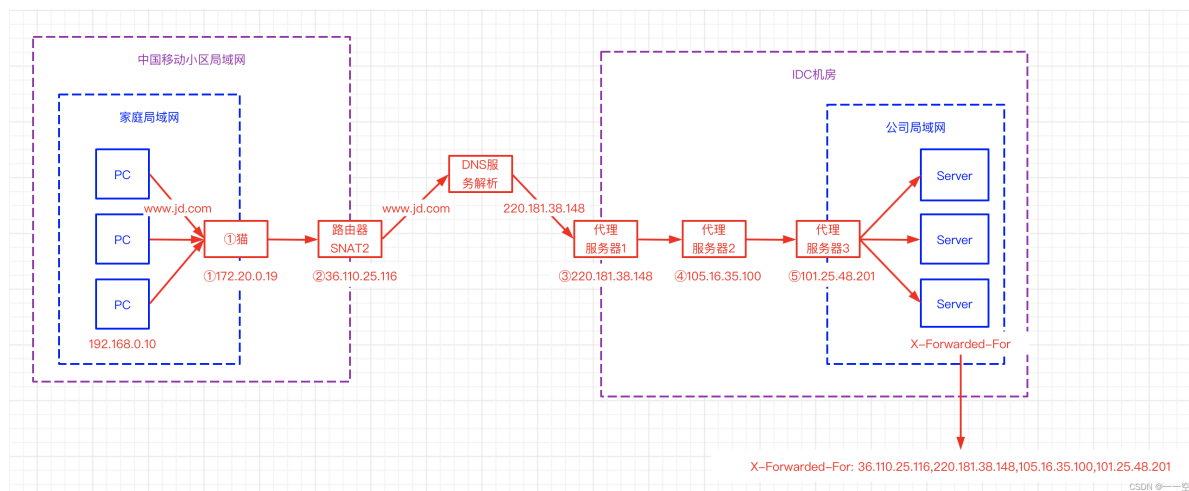 中国移动小区局域网
家庭局域网
PC
www.jd.com
PC
①猫
①172.20.0.19
PC
192.168.0.10
路由器
SNAT2
②36.110.25.116
www.jd.com
DNS服
务解析
220.181.38.148
IDC机房
公司局域网
代理
服务器1
③220.181.38.148
代理
服务器2
④105.16.35.100
代理
服务器3
⑤101.25.48.201
Server
Server
Server
X-Forwarded-For
X-Forwarded-For: 36.110.25.116,220.181.38.148,105.16.35.100,101.25.48.201
CSDN @一一空